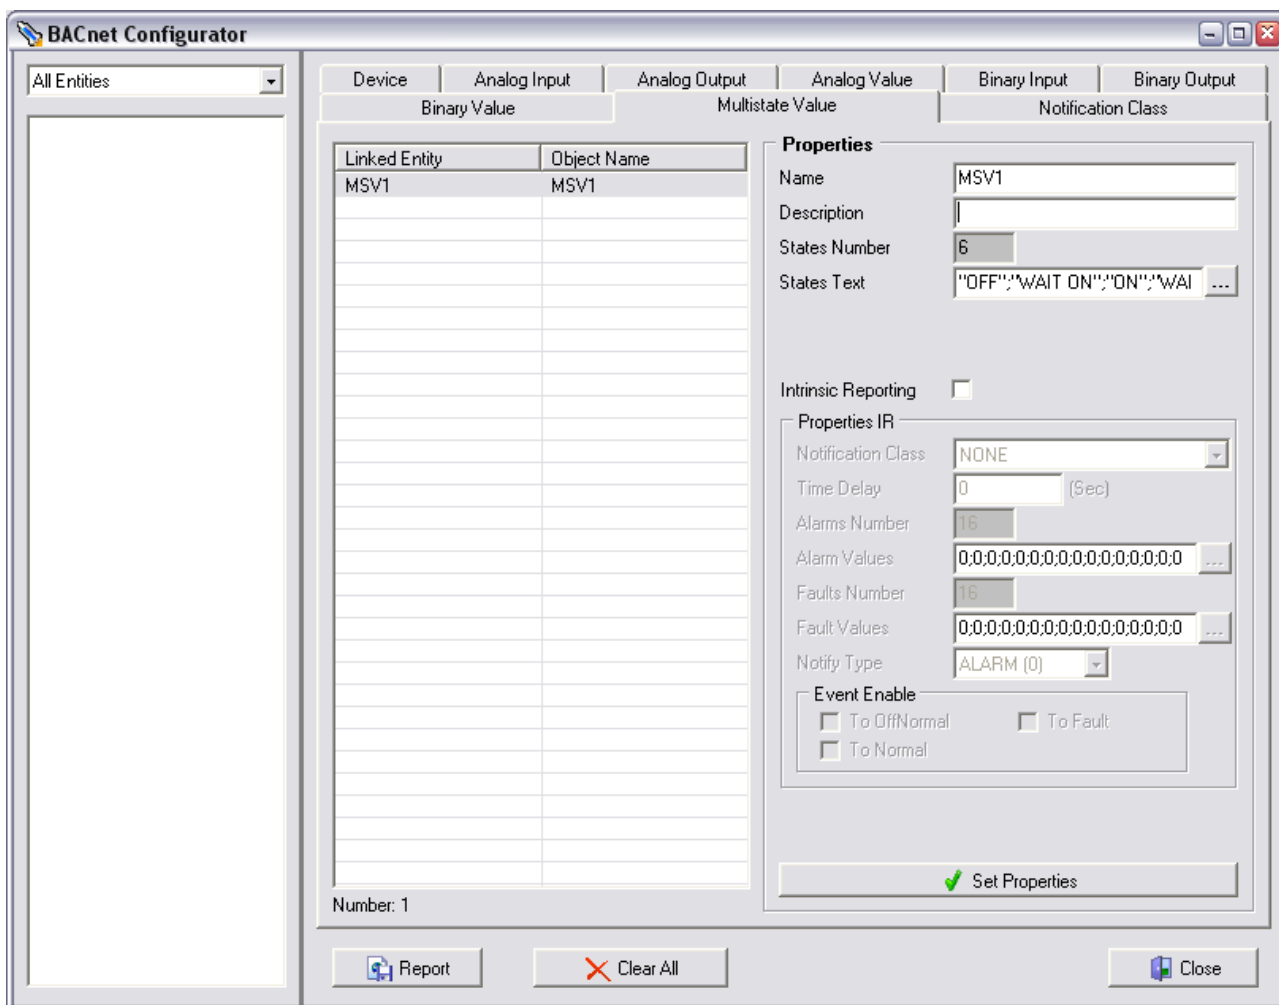 BACnet Configurator
All Entities
Device Analog Input Analog Output Analog Value Binary Input Binary Output
Binary Value Multistate Value Notification Class
Linked Entity Object Name
MSV1 MSV1
Number: 1
Properties
Name MSV1
Description
States Number 6
States Text "OFF";"WAIT ON";"ON";"WAI ...
Intrinsic Reporting
Properties IR
Notification Class NONE
Time Delay 0 (Sec)
Alarms Number 16
Alarm Values 0;0;0;0;0;0;0;0;0;0;0;0;0;0;0;0 ...
Faults Number 16
Fault Values 0;0;0;0;0;0;0;0;0;0;0;0;0;0;0;0 ...
Notify Type ALARM (0)
Event Enable
To OffNormal To Fault
To Normal
Set Properties
Report Clear All Close